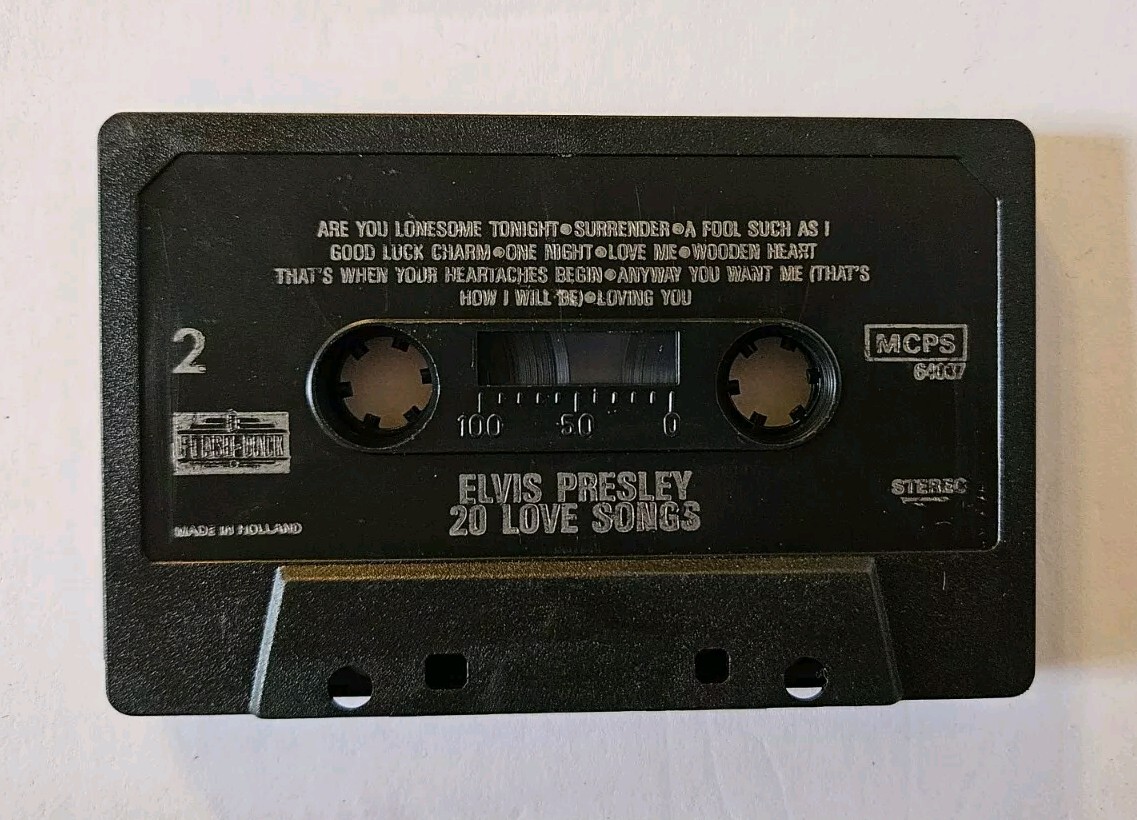 ARE YOU LONESOME TONIGHT•SURRENDER•A FOOL SUCH AS I
GOOD LUCK CHARM•ONE NIGHT•LOVE ME•WOODEN HEART
THAT'S WHEN YOUR HEARTACHES BEGIN•ANYWAY YOU WANT ME (THAT'S
HOW I WILL BE)•LOVING YOU
2
MCPS
64037
FLASH-BACK
100 50 0
ELVIS PRESLEY
20 LOVE SONGS
STEREO
MADE IN HOLLAND